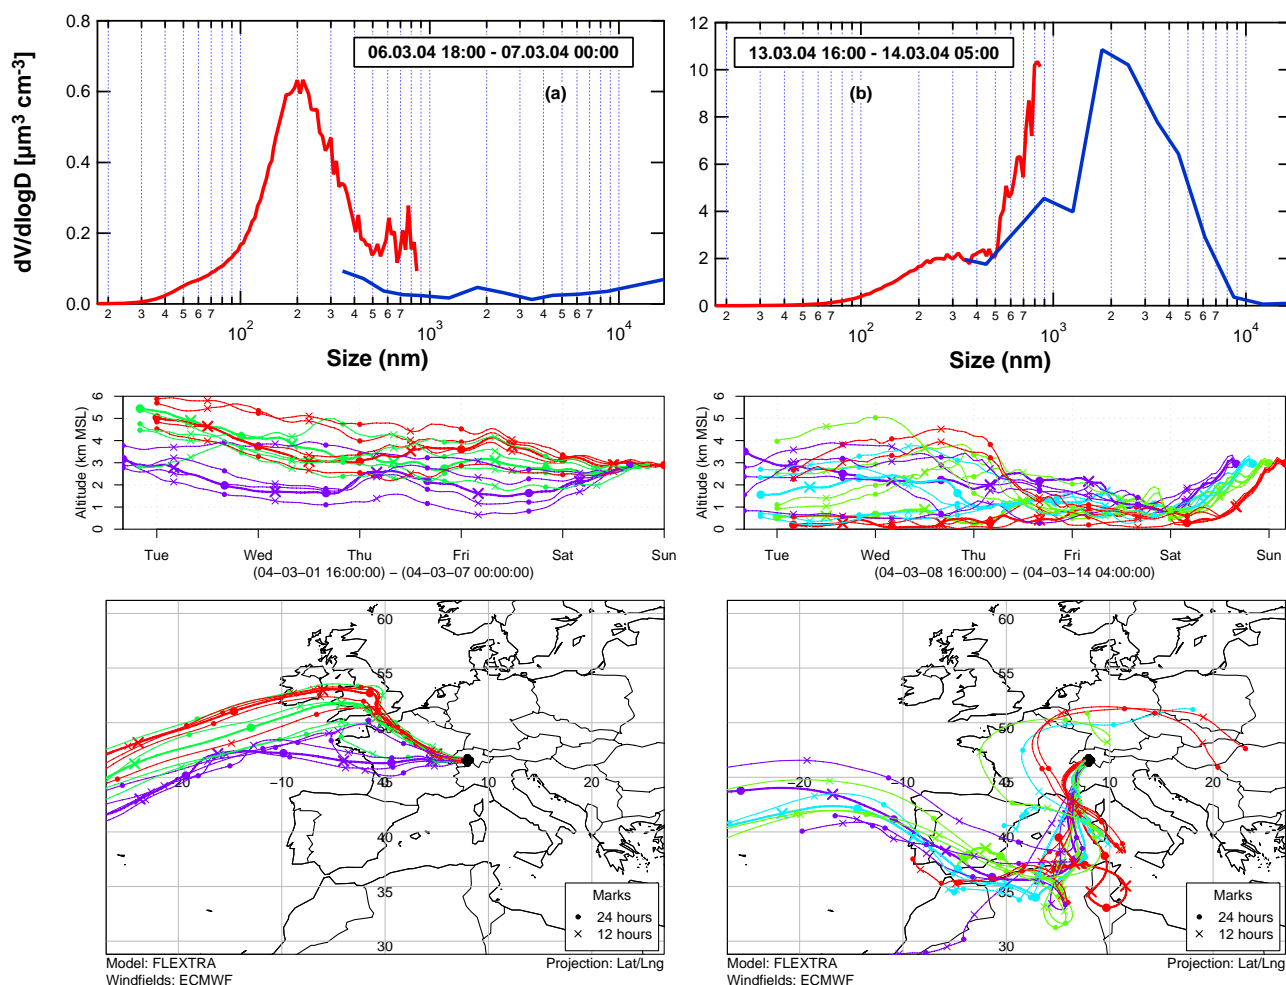 06.03.04 18:00 - 07.03.04 00:00
(a)
dV/dlogD [µm³ cm⁻³]
0.8
0.6
0.4
0.2
0.0
2 3 4 5 6 7 2 3 4 5 6 7 2 3 4 5 6 7
10² 10³ 10⁴
Size (nm)
13.03.04 16:00 - 14.03.04 05:00
(b)
12
10
8
6
4
2
0
2 3 4 5 6 7 2 3 4 5 6 7 2 3 4 5 6 7
10² 10³ 10⁴
Size (nm)
Altitude (km MSL)
6
5
4
3
2
1
0
Tue Wed Thu Fri Sat Sun
(04–03–01 16:00:00) – (04–03–07 00:00:00)
Altitude (km MSL)
6
5
4
3
2
1
0
Tue Wed Thu Fri Sat Sun
(04–03–08 16:00:00) – (04–03–14 04:00:00)
60
55
50
−20 −10 45 10 20
40
35
30
Marks
24 hours
12 hours
Model: FLEXTRA Projection: Lat/Lng
Windfields: ECMWF
60
55
50
−20 −10 45 10 20
40
35
30
Marks
24 hours
12 hours
Model: FLEXTRA Projection: Lat/Lng
Windfields: ECMWF